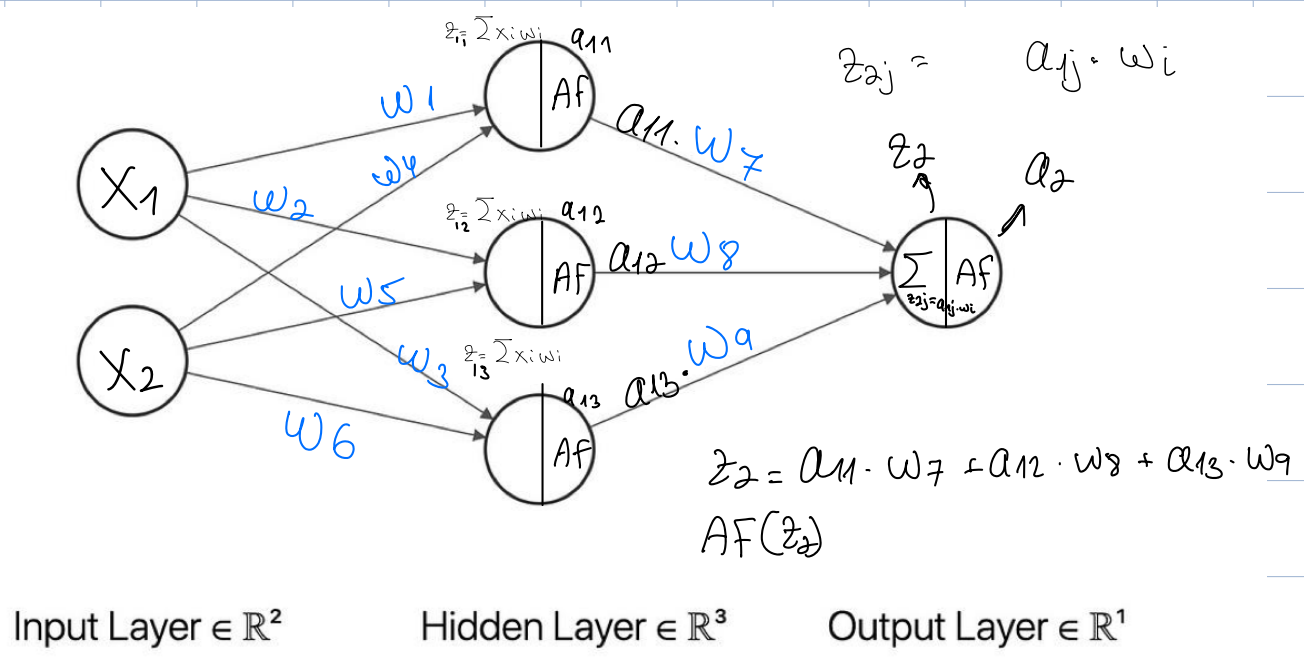 z₁₁= Σxiwi
a11
AF
z2j = a1j · wi
w1
a11 · w7
x1
w4
z2
a2
w2
z₁₂= Σxiwi
a12
AF
a12 w8
Σ AF
z2j=a1j·wi
w5
x2
w3
z₁₃= Σxiwi
a13
AF
a13 · w9
w6
z2 = a11 · w7 + a12 · w8 + a13 · w9
AF(z2)
Input Layer ∈ ℝ² Hidden Layer ∈ ℝ³ Output Layer ∈ ℝ¹